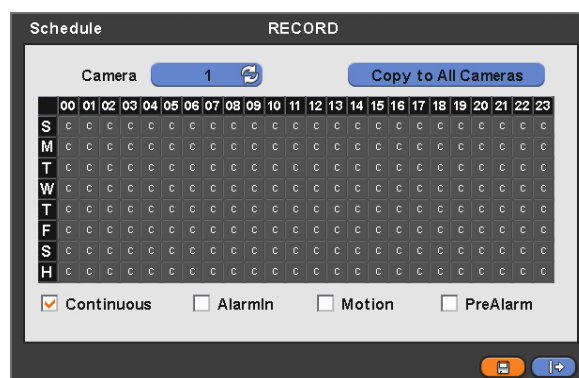 Schedule RECORD
Camera 1 Copy to All Cameras
00 01 02 03 04 05 06 07 08 09 10 11 12 13 14 15 16 17 18 19 20 21 22 23
S C C C C C C C C C C C C C C C C C C C C C C C C
M C C C C C C C C C C C C C C C C C C C C C C C C
T C C C C C C C C C C C C C C C C C C C C C C C C
W C C C C C C C C C C C C C C C C C C C C C C C C
T C C C C C C C C C C C C C C C C C C C C C C C C
F C C C C C C C C C C C C C C C C C C C C C C C C
S C C C C C C C C C C C C C C C C C C C C C C C C
H C C C C C C C C C C C C C C C C C C C C C C C C
Continuous AlarmIn Motion PreAlarm